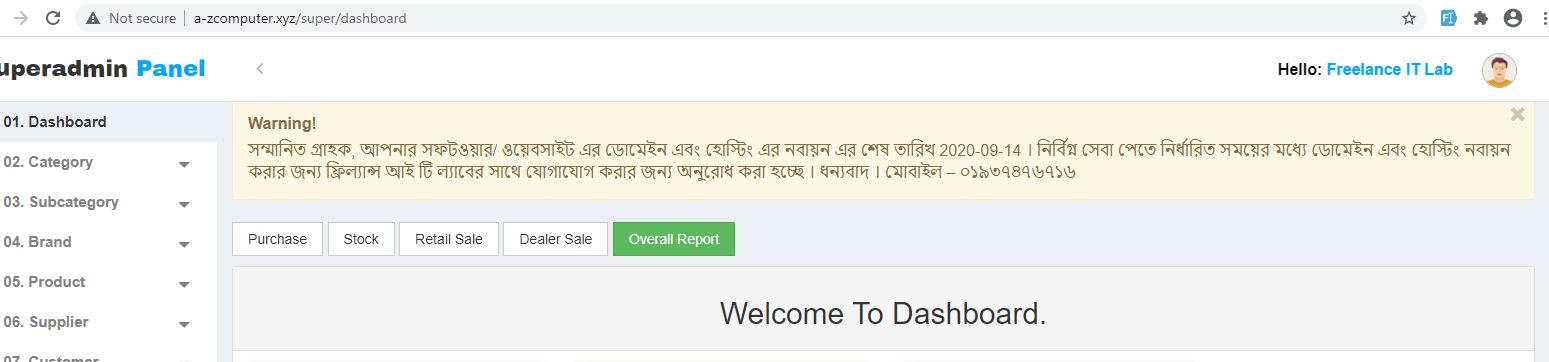 Not secure
a-zcomputer.xyz/super/dashboard
uperadmin Panel
Hello: Freelance IT Lab
01. Dashboard
02. Category
03. Subcategory
04. Brand
05. Product
06. Supplier
07. Customer
Warning!
সম্মানিত গ্রাহক, আপনার সফটওয়ার/ ওয়েবসাইট এর ডোমেইন এবং হোস্টিং এর নবায়ন এর শেষ তারিখ 2020-09-14 । নির্বিঘ্ন সেবা পেতে নির্ধারিত সময়ের মধ্যে ডোমেইন এবং হোস্টিং নবায়ন
করার জন্য ফ্রিল্যান্স আই টি ল্যাবের সাথে যোগাযোগ করার জন্য অনুরোধ করা হচ্ছে । ধন্যবাদ । মোবাইল – ০১৯৩৭৪৭৬৭১৬
Purchase Stock Retail Sale Dealer Sale Overall Report
Welcome To Dashboard.